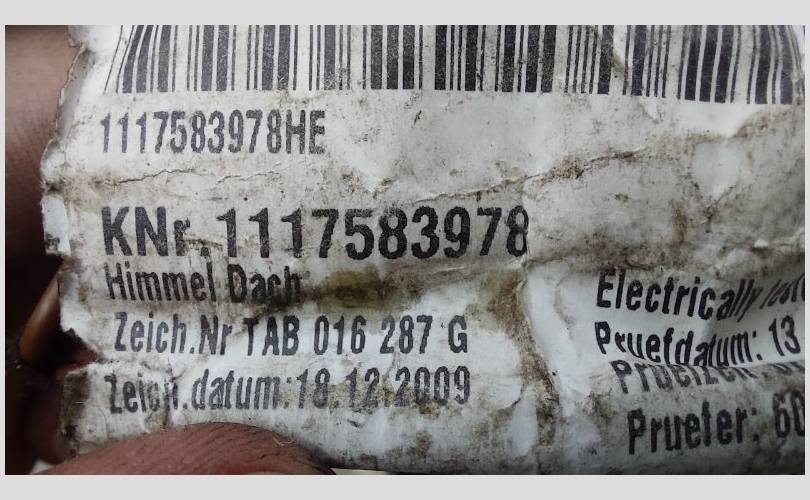 1117583978HE
KNr. 1117583978
Himmel Dach
Zeich.Nr TAB 016 287 G
Zeich.datum:18.12.2009
Electrically
Pruefdatum: 13
Pruefer: 60